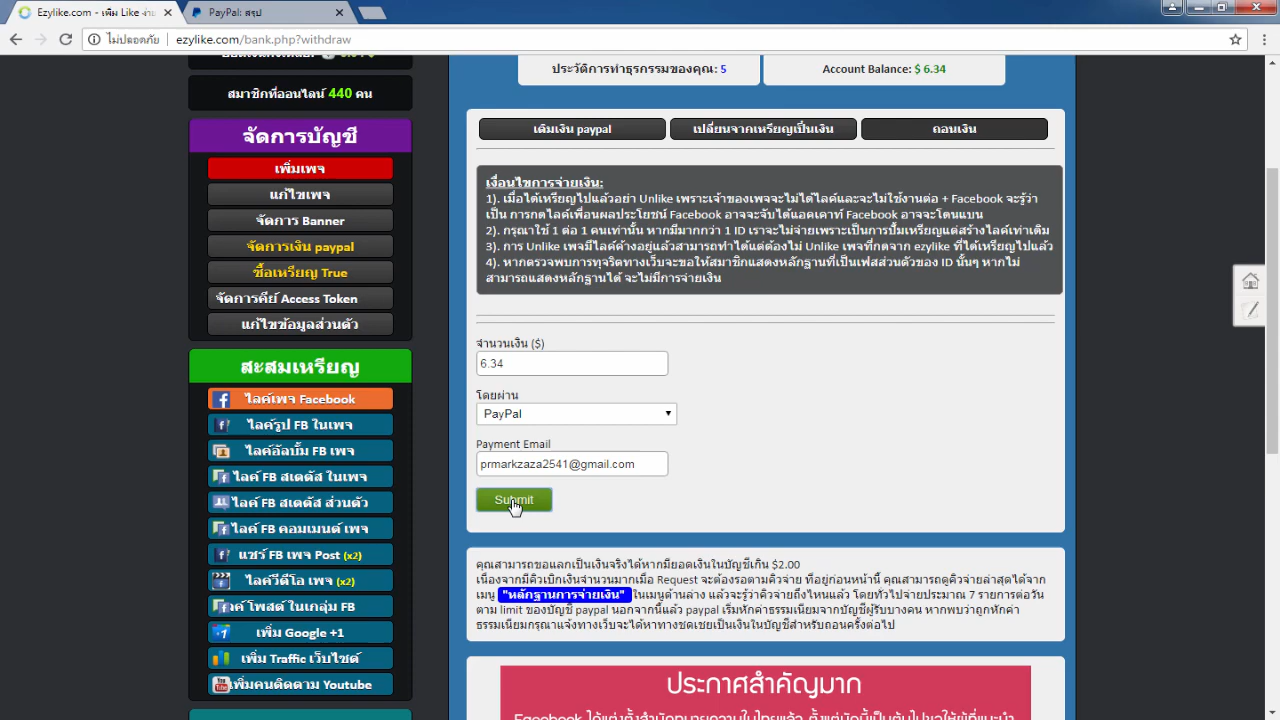 Ezylike.com - เพิ่ม Like ง่าย
PayPal: สรุป
ไม่ปลอดภัย
ezylike.com/bank.php?withdraw
สมาชิกที่ออนไลน์ 440 คน
จัดการบัญชี
เพิ่มเพจ
แก้ไขเพจ
จัดการ Banner
จัดการเงิน paypal
ซื้อเหรียญ True
จัดการคีย์ Access Token
แก้ไขข้อมูลส่วนตัว
สะสมเหรียญ
ไลค์เพจ Facebook
ไลค์รูป FB ในเพจ
ไลค์อัลบั้ม FB เพจ
ไลค์ FB สเตตัส ในเพจ
ไลค์ FB สเตตัส ส่วนตัว
ไลค์ FB คอมเมนต์ เพจ
แชร์ FB เพจ Post (x2)
ไลค์วีดีโอ เพจ (x2)
ค์ โพสต์ ในเกลุ่ม FB
เพิ่ม Google +1
เพิ่ม Traffic เว็บไซต์
เพิ่มคนติดตาม Youtube
ประวัติการทำธุรกรรมของคุณ: 5
Account Balance: $ 6.34
เติมเงิน paypal
เปลี่ยนจากเหรียญเป็นเงิน
ถอนเงิน
เงื่อนไขการจ่ายเงิน:
1). เมื่อได้เหรียญไปแล้วอย่า Unlike เพราะเจ้าของเพจจะไม่ได้ไลค์และจะไม่ใช้งานต่อ + Facebook จะรู้ว่า
เป็น การกดไลค์เพื่อนผลประโยชน์ Facebook อาจจะจับได้แอดเคาท์ Facebook อาจจะโดนแบน
2). กรุณาใช้ 1 ต่อ 1 คนเท่านั้น หากมีมากกว่า 1 ID เราจะไม่จ่ายเพราะเป็นการปั้มเหรียญแต่สร้างไลค์เท่าเดิม
3). การ Unlike เพจมีไลค์ค้างอยู่แล้วสามารถทำได้แต่ต้องไม่ Unlike เพจที่กดจาก ezylike ที่ได้เหรียญไปแล้ว
4). หากตรวจพบการทุจริตทางเว็บจะขอให้สมาชิกแสดงหลักฐานที่เป็นเฟสส่วนตัวของ ID นั้นๆ หากไม่
สามารถแสดงหลักฐานได้ จะไม่มีการจ่ายเงิน
จำนวนเงิน ($)
6.34
โดยผ่าน
PayPal
Payment Email
prmarkzaza2541@gmail.com
Submit
คุณสามารถขอแลกเป็นเงินจริงได้หากมียอดเงินในบัญชีเกิน $2.00
เนื่องจากมีคิวเบิกเงินจำนวนมากเมื่อ Request จะต้องรอตามคิวจ่าย ที่อยู่ก่อนหน้านี้ คุณสามารถดูคิวจ่ายล่าสุดได้จาก
เมนู "หลักฐานการจ่ายเงิน" ในเมนูด้านล่าง แล้วจะรู้ว่าคิวจ่ายถึงไหนแล้ว โดยทั่วไปจ่ายประมาณ 7 รายการต่อวัน
ตาม limit ของบัญชี paypal นอกจากนี้แล้ว paypal เริ่มหักค่าธรรมเนียมจากบัญชีผู้รับบางคน หากพบว่าถูกหักค่า
ธรรมเนียมกรุณาแจ้งทางเว็บจะได้หาทางชดเชยเป็นเงินในบัญชีสำหรับถอนครั้งต่อไป
ประกาศสำคัญมาก